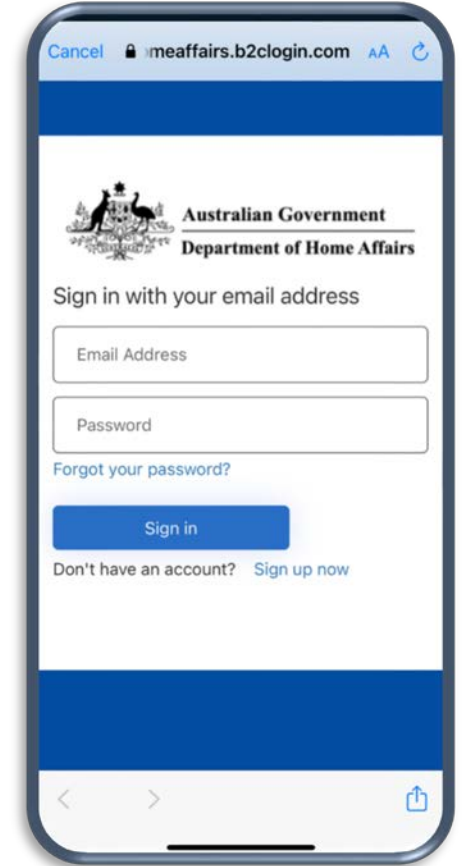 Cancel meaffairs.b2clogin.com AA
Australian Government
Department of Home Affairs
Sign in with your email address
Email Address
Password
Forgot your password?
Sign in
Don't have an account? Sign up now